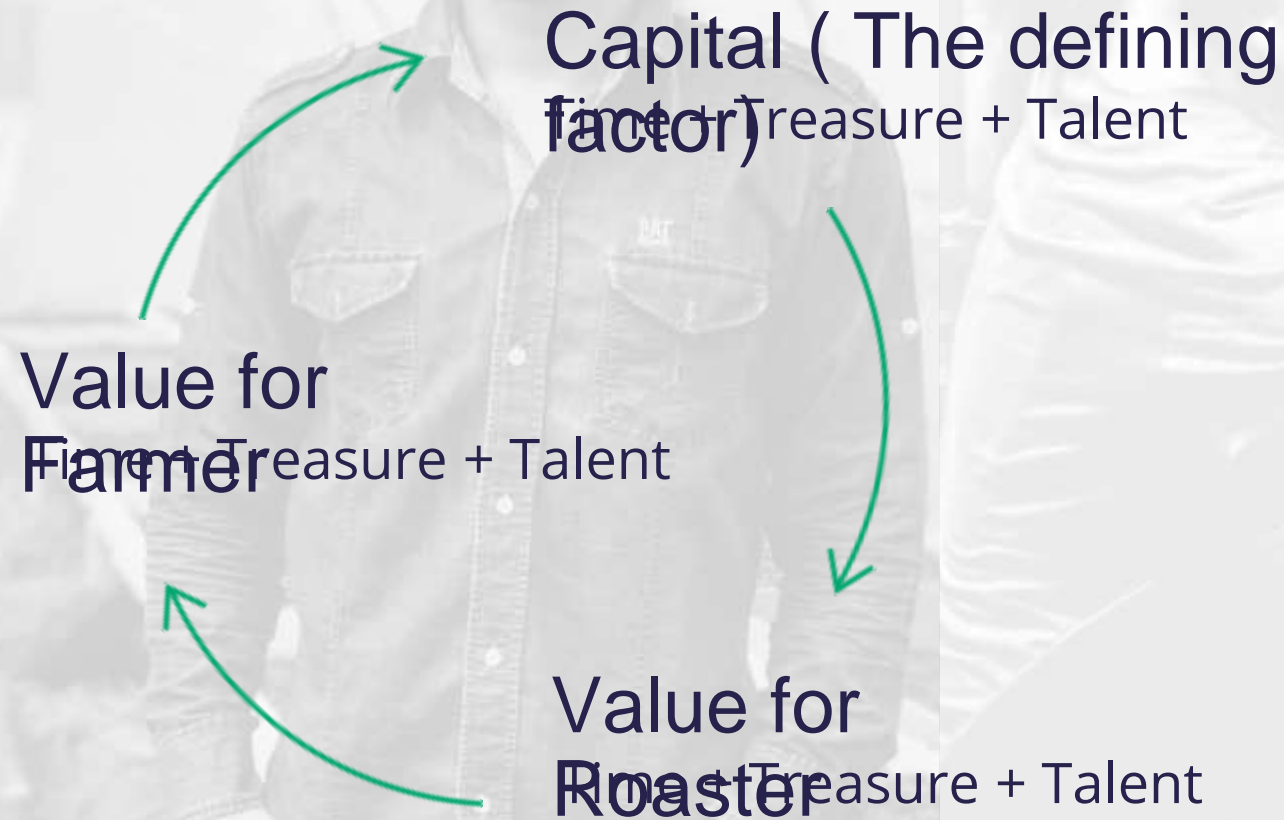 Capital ( The defining
factor)
Time + Treasure + Talent
CAT
Value for
Farmer
Time + Treasure + Talent
Value for
Roaster
Time + Treasure + Talent